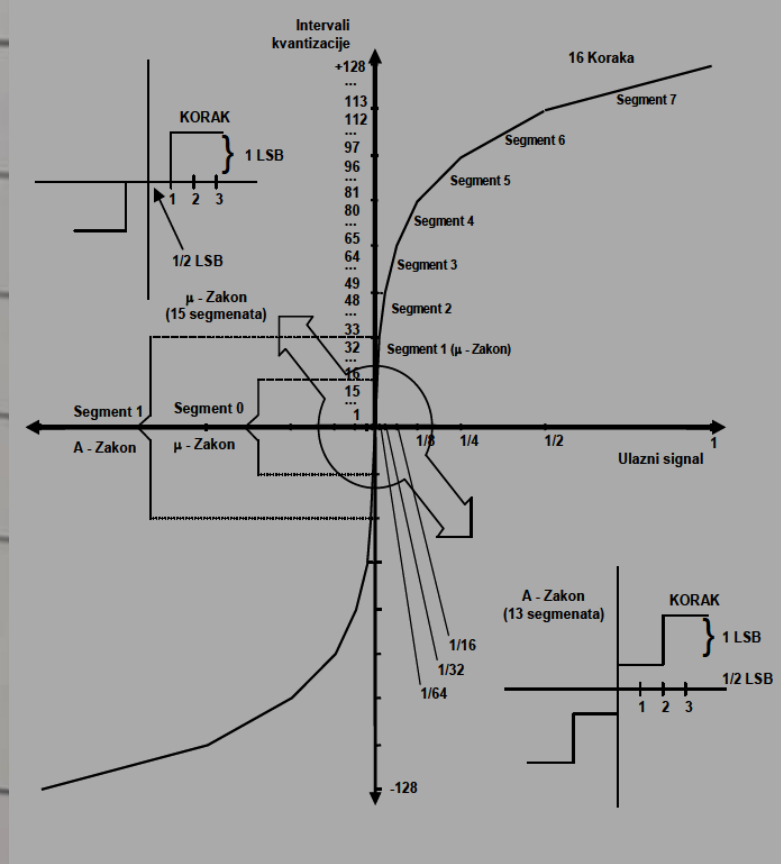 Intervali
kvantizacije
+128
...
113
112
...
97
96
...
81
80
...
65
64
...
49
48
...
33
32
...
16
15
...
1
16 Koraka
Segment 7
Segment 6
Segment 5
Segment 4
Segment 3
Segment 2
Segment 1 (μ - Zakon)
KORAK
1 LSB
1 2 3
1/2 LSB
μ - Zakon
(15 segmenata)
Segment 1
Segment 0
A - Zakon
μ - Zakon
1/8
1/4
1/2
1
Ulazni signal
1/16
1/32
1/64
A - Zakon
(13 segmenata)
KORAK
1 LSB
1/2 LSB
1 2 3
-128